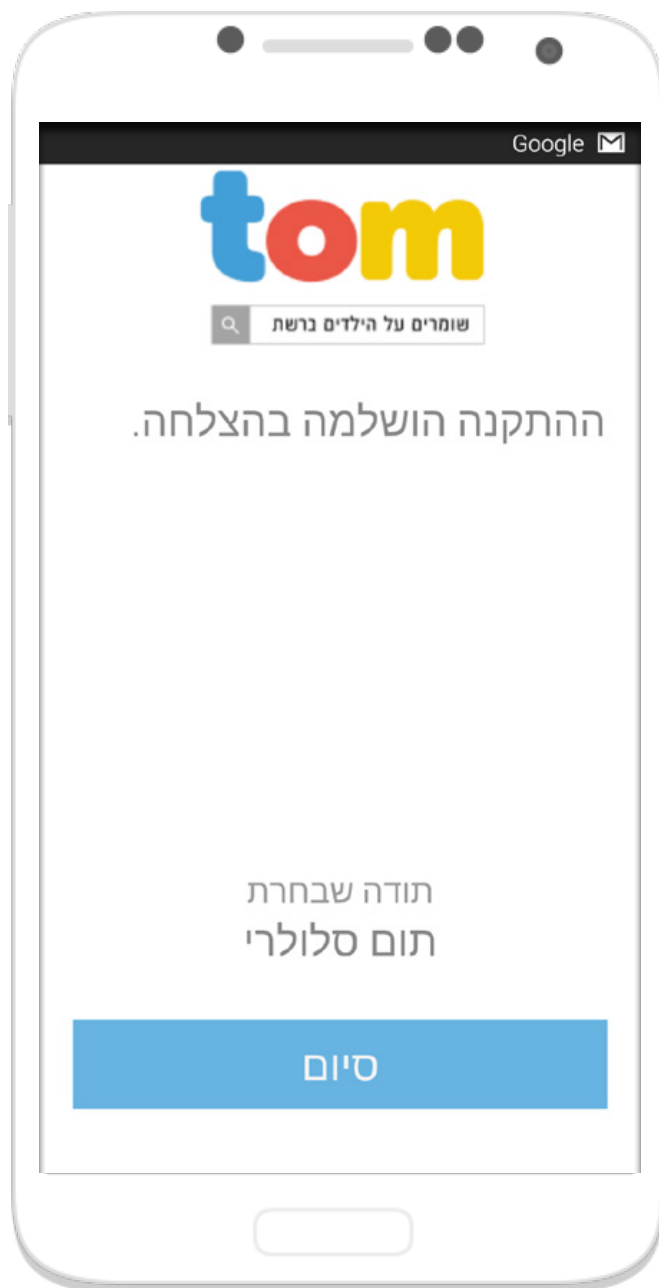 Google
tom
שומרים על הילדים ברשת
ההתקנה הושלמה בהצלחה.
תודה שבחרת
תום סלולרי
סיום